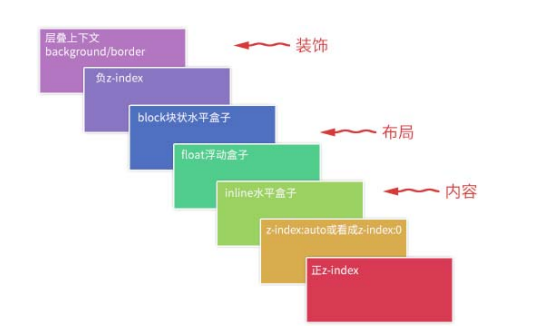 层叠上下文
background/border
装饰
负z-index
block块状水平盒子
布局
float浮动盒子
inline水平盒子
内容
z-index:auto或看成z-index:0
正z-index